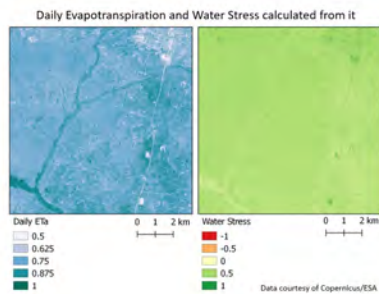 Daily Evapotranspiration and Water Stress calculated from it
Daily ETa
0.5
0.625
0.75
0.875
1
0 1 2 km
Water Stress
-1
-0.5
0
0.5
1
0 1 2 km
Data courtesy of Copernicus/ESA